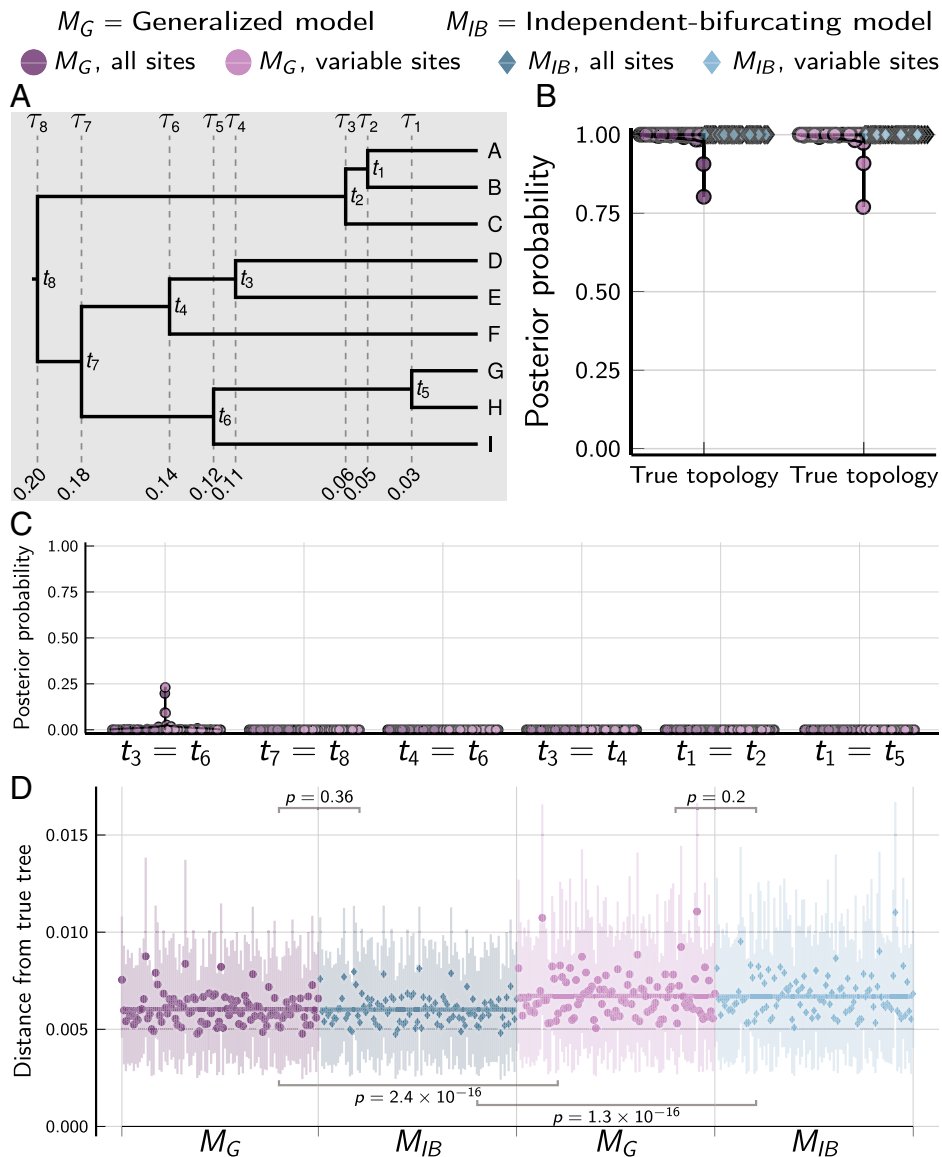 M_G = Generalized model M_IB = Independent-bifurcating model
M_G, all sites M_G, variable sites M_IB, all sites M_IB, variable sites
A
τ8 τ7 τ6 τ5 τ4 τ3 τ2 τ1
A
t1
B
t2
C
D
t8
t3
E
t4
F
t7
G
t5
H
t6
I
0.20 0.18 0.14 0.12 0.11 0.06 0.05 0.03
B
Posterior probability
1.00
0.75
0.50
0.25
0.00
True topology True topology
C
Posterior probability
1.00
0.75
0.50
0.25
0.00
t3 = t6 t7 = t8 t4 = t6 t3 = t4 t1 = t2 t1 = t5
D
Distance from true tree
p = 0.36 p = 0.2
0.015
0.010
0.005
0.000
p = 2.4 × 10⁻¹⁶
p = 1.3 × 10⁻¹⁶
M_G M_IB M_G M_IB